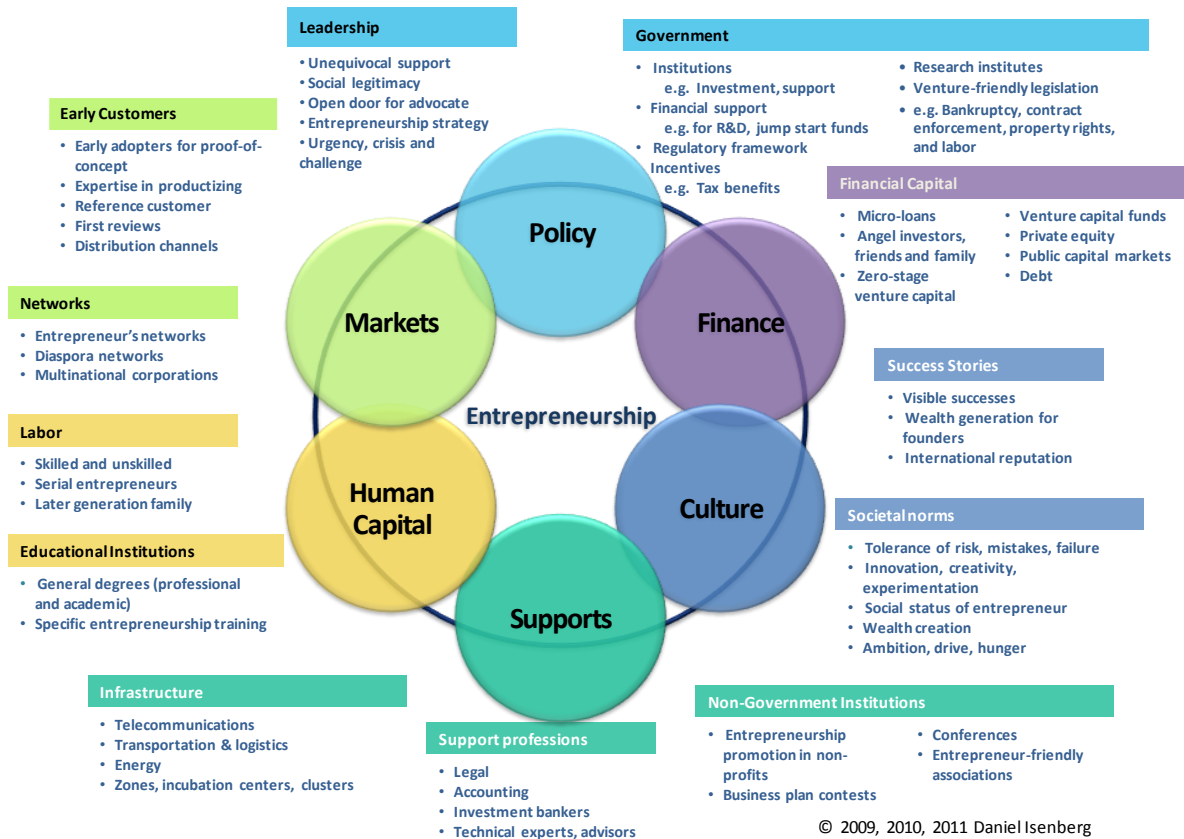 Leadership
• Unequivocal support
• Social legitimacy
• Open door for advocate
• Entrepreneurship strategy
• Urgency, crisis and
challenge
Government
• Institutions
e.g. Investment, support
• Financial support
e.g. for R&D, jump start funds
• Regulatory framework
Incentives
e.g. Tax benefits
• Research institutes
• Venture-friendly legislation
• e.g. Bankruptcy, contract
enforcement, property rights,
and labor
Early Customers
• Early adopters for proof-of-
concept
• Expertise in productizing
• Reference customer
• First reviews
• Distribution channels
Financial Capital
• Micro-loans
• Angel investors,
friends and family
• Zero-stage
venture capital
• Venture capital funds
• Private equity
• Public capital markets
• Debt
Networks
• Entrepreneur's networks
• Diaspora networks
• Multinational corporations
Policy
Markets
Finance
Entrepreneurship
Human
Capital
Culture
Supports
Success Stories
• Visible successes
• Wealth generation for
founders
• International reputation
Labor
• Skilled and unskilled
• Serial entrepreneurs
• Later generation family
Societal norms
• Tolerance of risk, mistakes, failure
• Innovation, creativity,
experimentation
• Social status of entrepreneur
• Wealth creation
• Ambition, drive, hunger
Educational Institutions
• General degrees (professional
and academic)
• Specific entrepreneurship training
Infrastructure
• Telecommunications
• Transportation & logistics
• Energy
• Zones, incubation centers, clusters
Support professions
• Legal
• Accounting
• Investment bankers
• Technical experts, advisors
Non-Government Institutions
• Entrepreneurship
promotion in non-
profits
• Business plan contests
• Conferences
• Entrepreneur-friendly
associations
© 2009, 2010, 2011 Daniel Isenberg